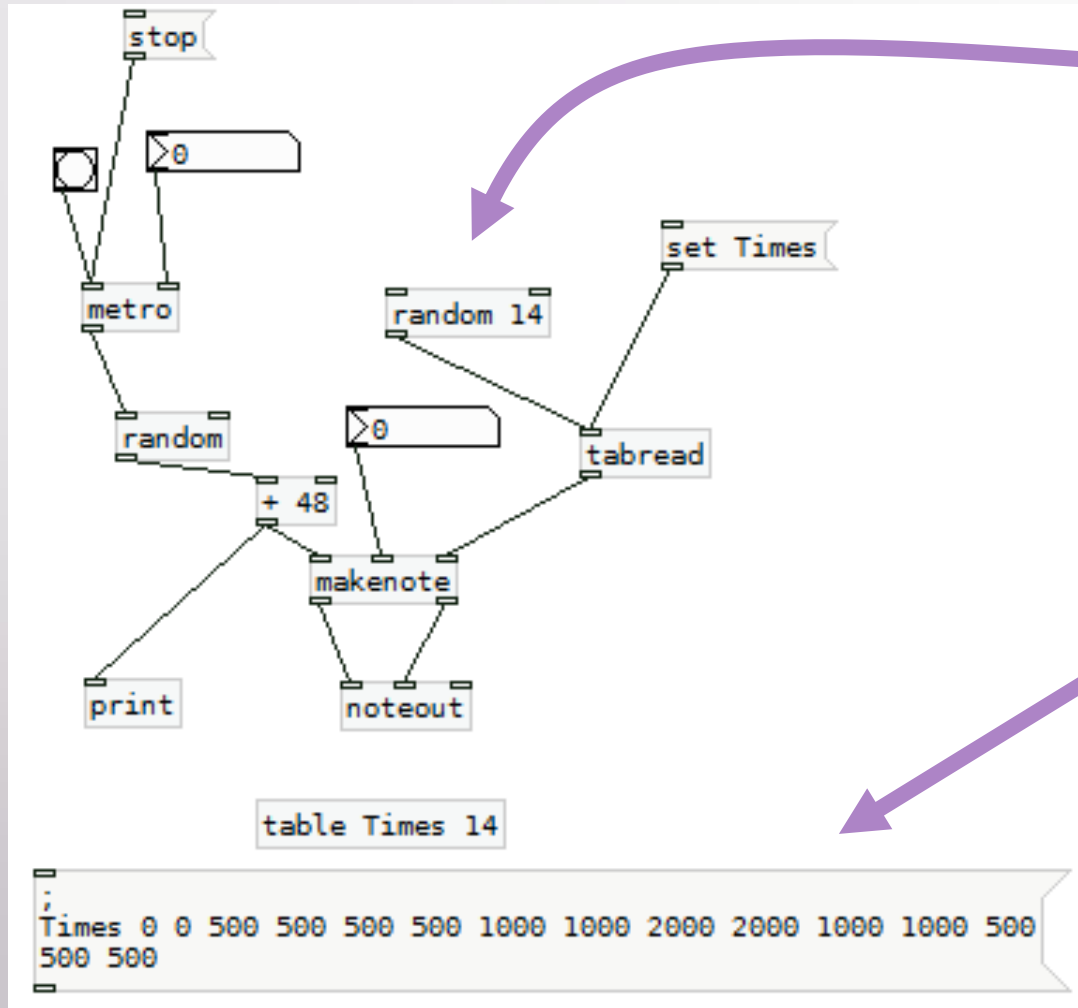 stop
0
set Times
metro
random 14
random
0
tabread
+ 48
makenote
print
noteout
table Times 14
;
Times 0 0 500 500 500 500 1000 1000 2000 2000 1000 1000 500
500 500